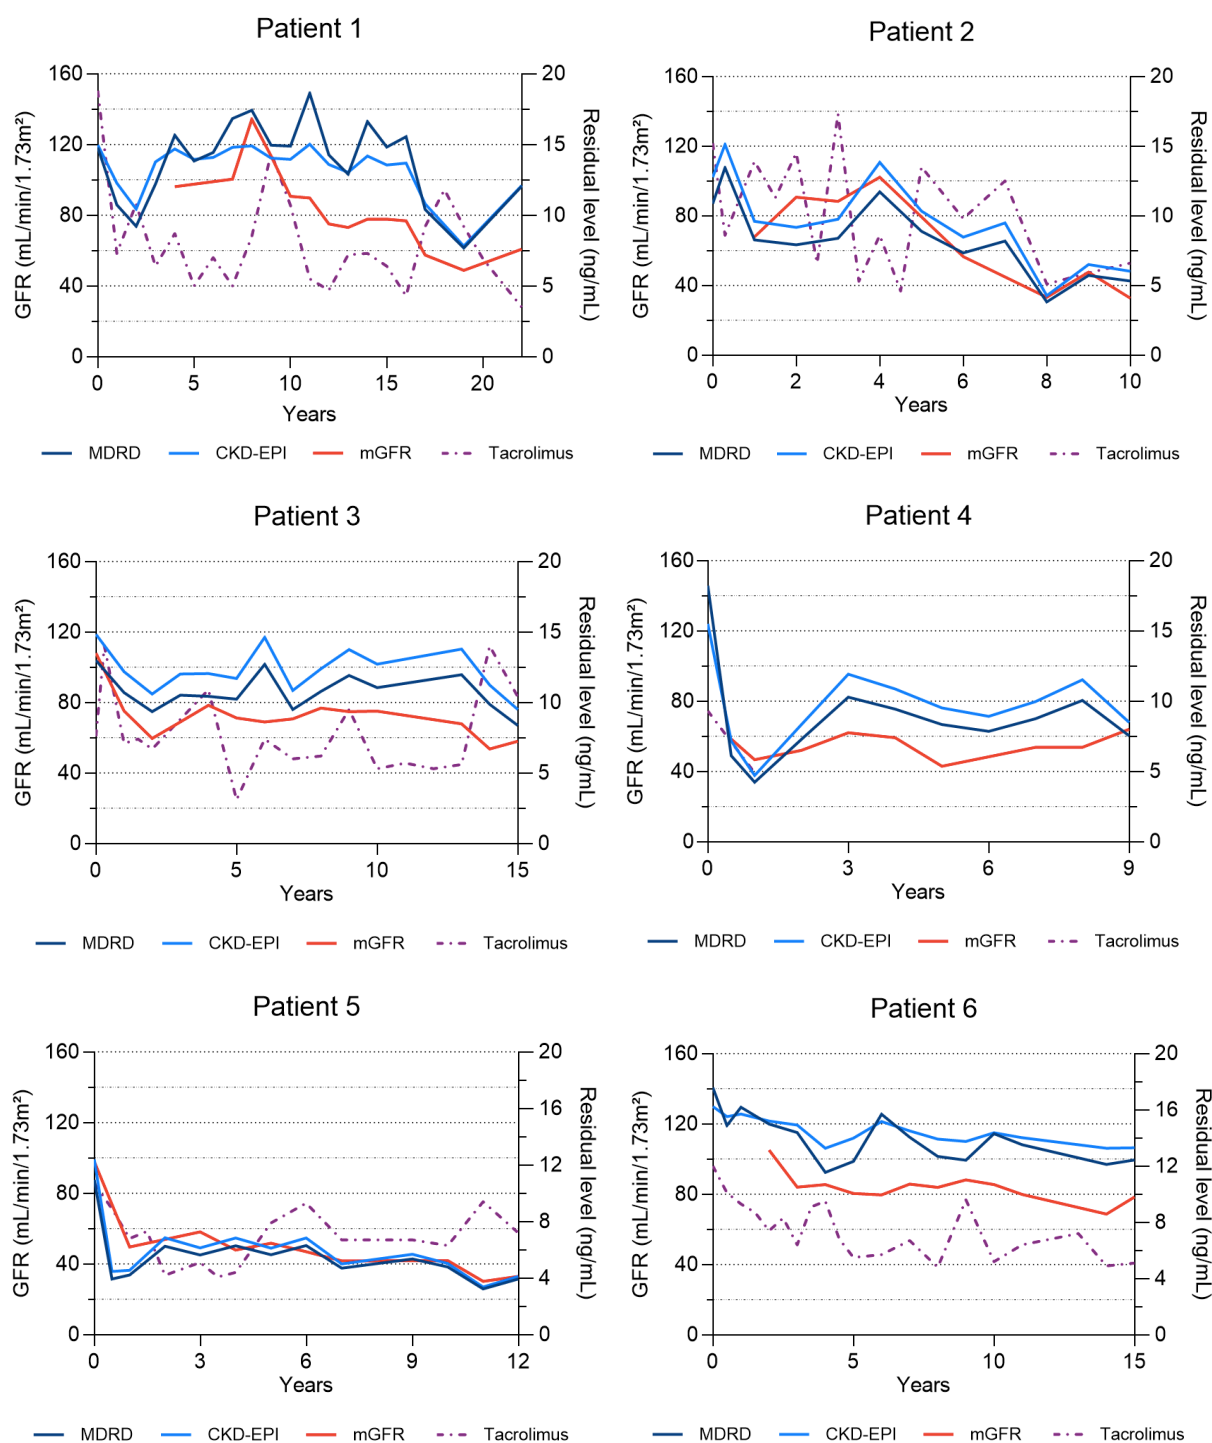 Patient 1
160
120
80
40
0
GFR (mL/min/1.73m²)
20
15
10
5
0
Residual level (ng/mL)
0 5 10 15 20
Years
MDRD CKD-EPI mGFR Tacrolimus
Patient 2
160
120
80
40
0
GFR (mL/min/1.73m²)
20
15
10
5
0
Residual level (ng/mL)
0 2 4 6 8 10
Years
MDRD CKD-EPI mGFR Tacrolimus
Patient 3
160
120
80
40
0
GFR (mL/min/1.73m²)
20
15
10
5
0
Residual level (ng/mL)
0 5 10 15
Years
MDRD CKD-EPI mGFR Tacrolimus
Patient 4
160
120
80
40
0
GFR (mL/min/1.73m²)
20
15
10
5
0
Residual level (ng/mL)
0 3 6 9
Years
MDRD CKD-EPI mGFR Tacrolimus
Patient 5
160
120
80
40
0
GFR (mL/min/1.73m²)
20
16
12
8
4
0
Residual level (ng/mL)
0 3 6 9 12
Years
MDRD CKD-EPI mGFR Tacrolimus
Patient 6
160
120
80
40
0
GFR (mL/min/1.73m²)
20
16
12
8
4
0
Residual level (ng/mL)
0 5 10 15
Years
MDRD CKD-EPI mGFR Tacrolimus